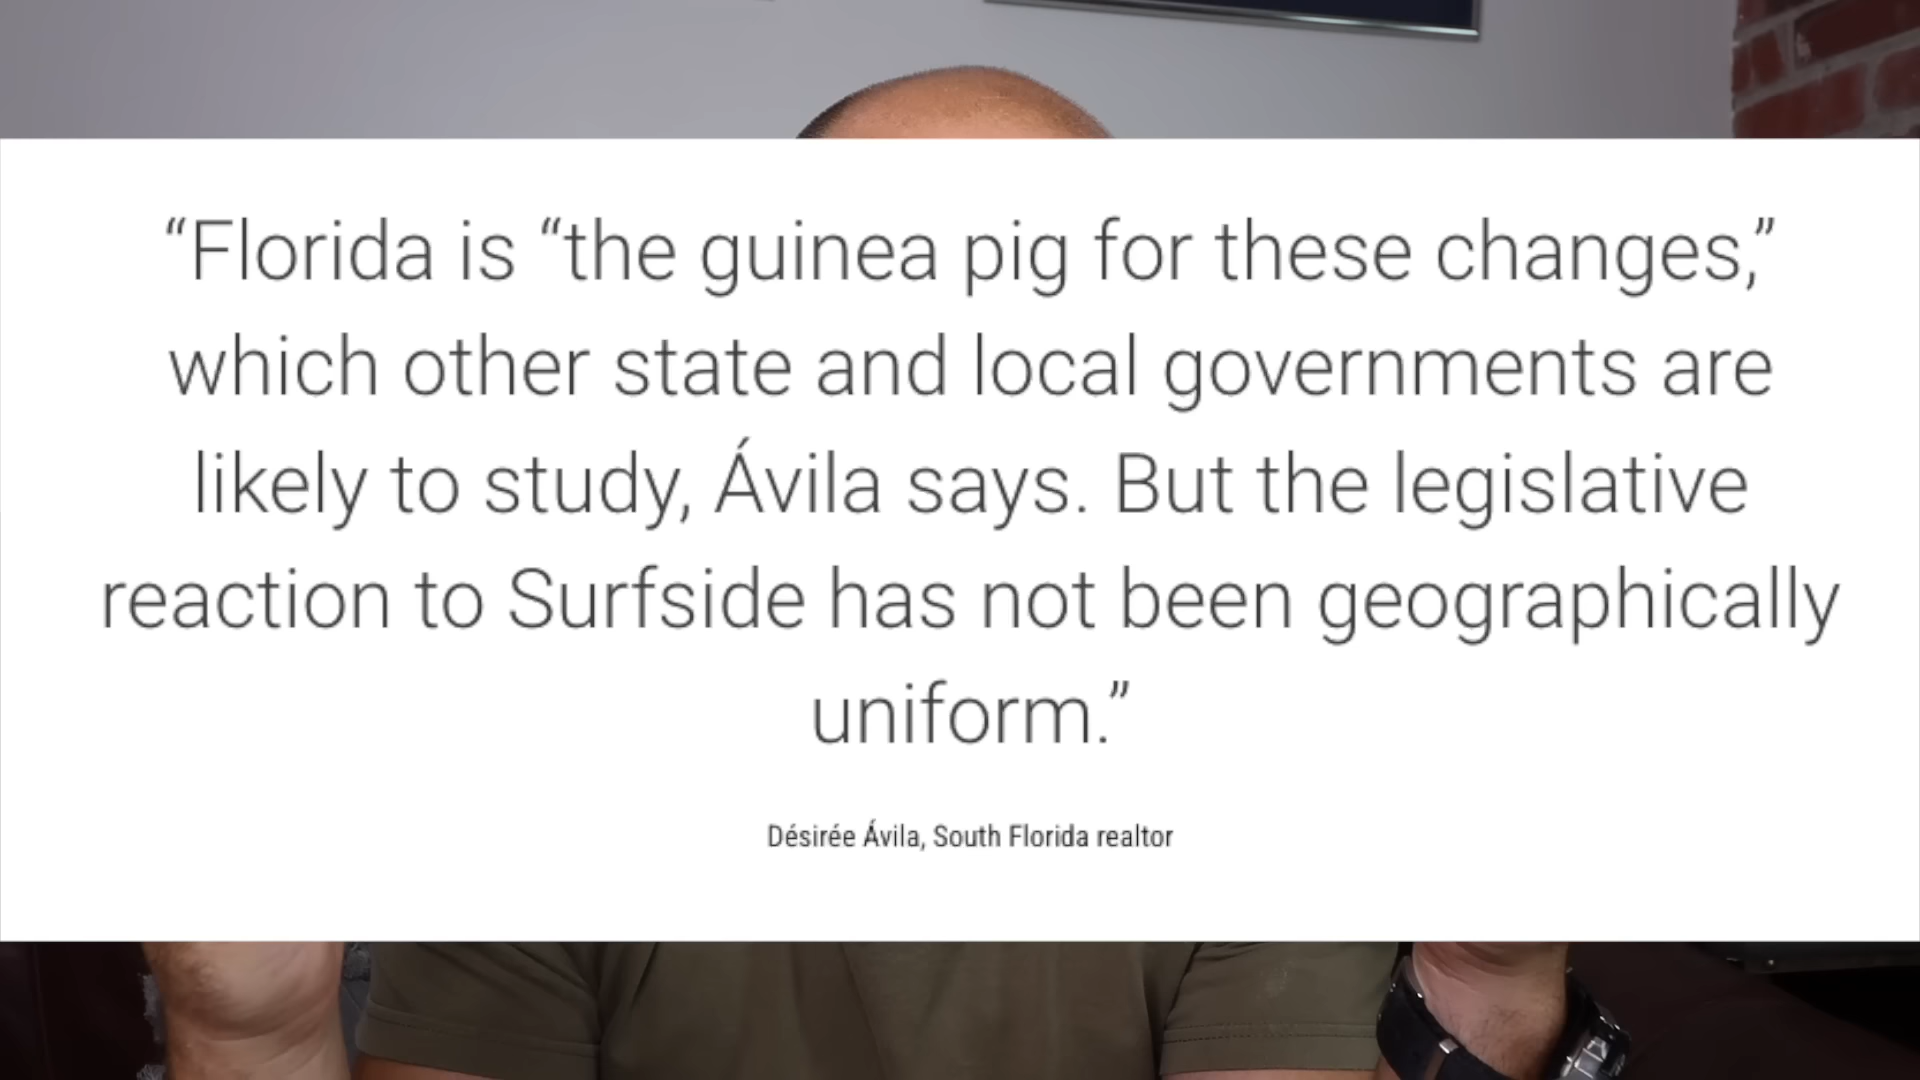 “Florida is “the guinea pig for these changes,”
which other state and local governments are
likely to study, Ávila says. But the legislative
reaction to Surfside has not been geographically
uniform.”
Désirée Ávila, South Florida realtor